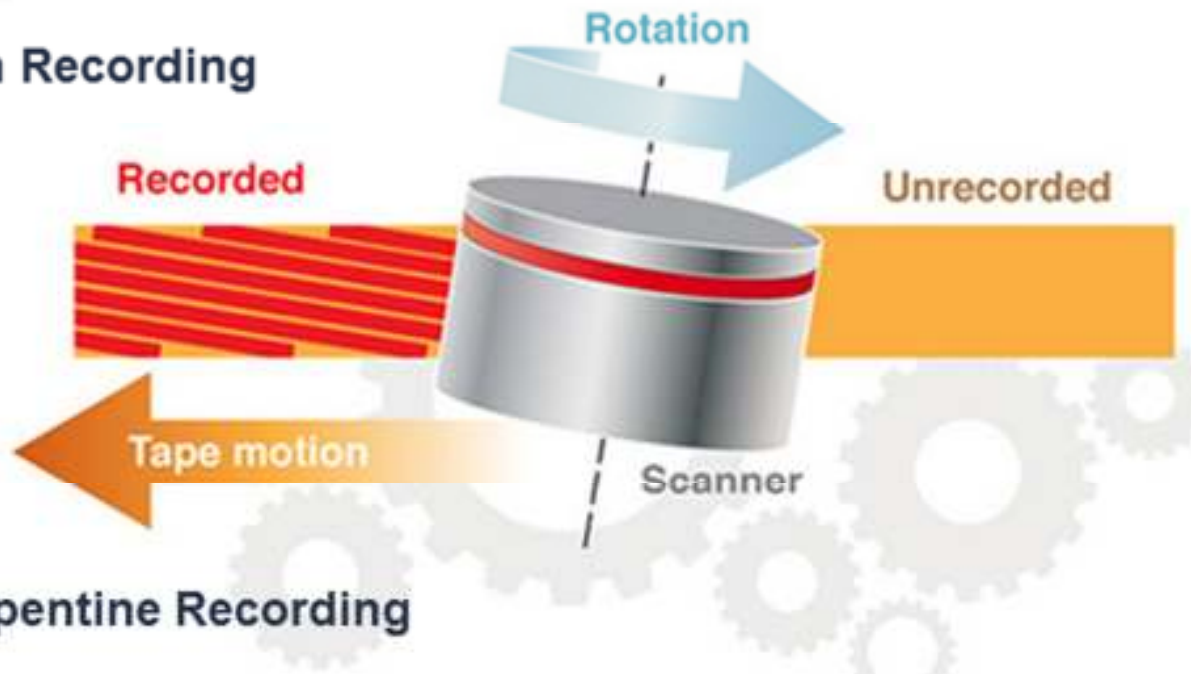 Rotation
n Recording
Recorded
Unrecorded
Tape motion
Scanner
pentine Recording